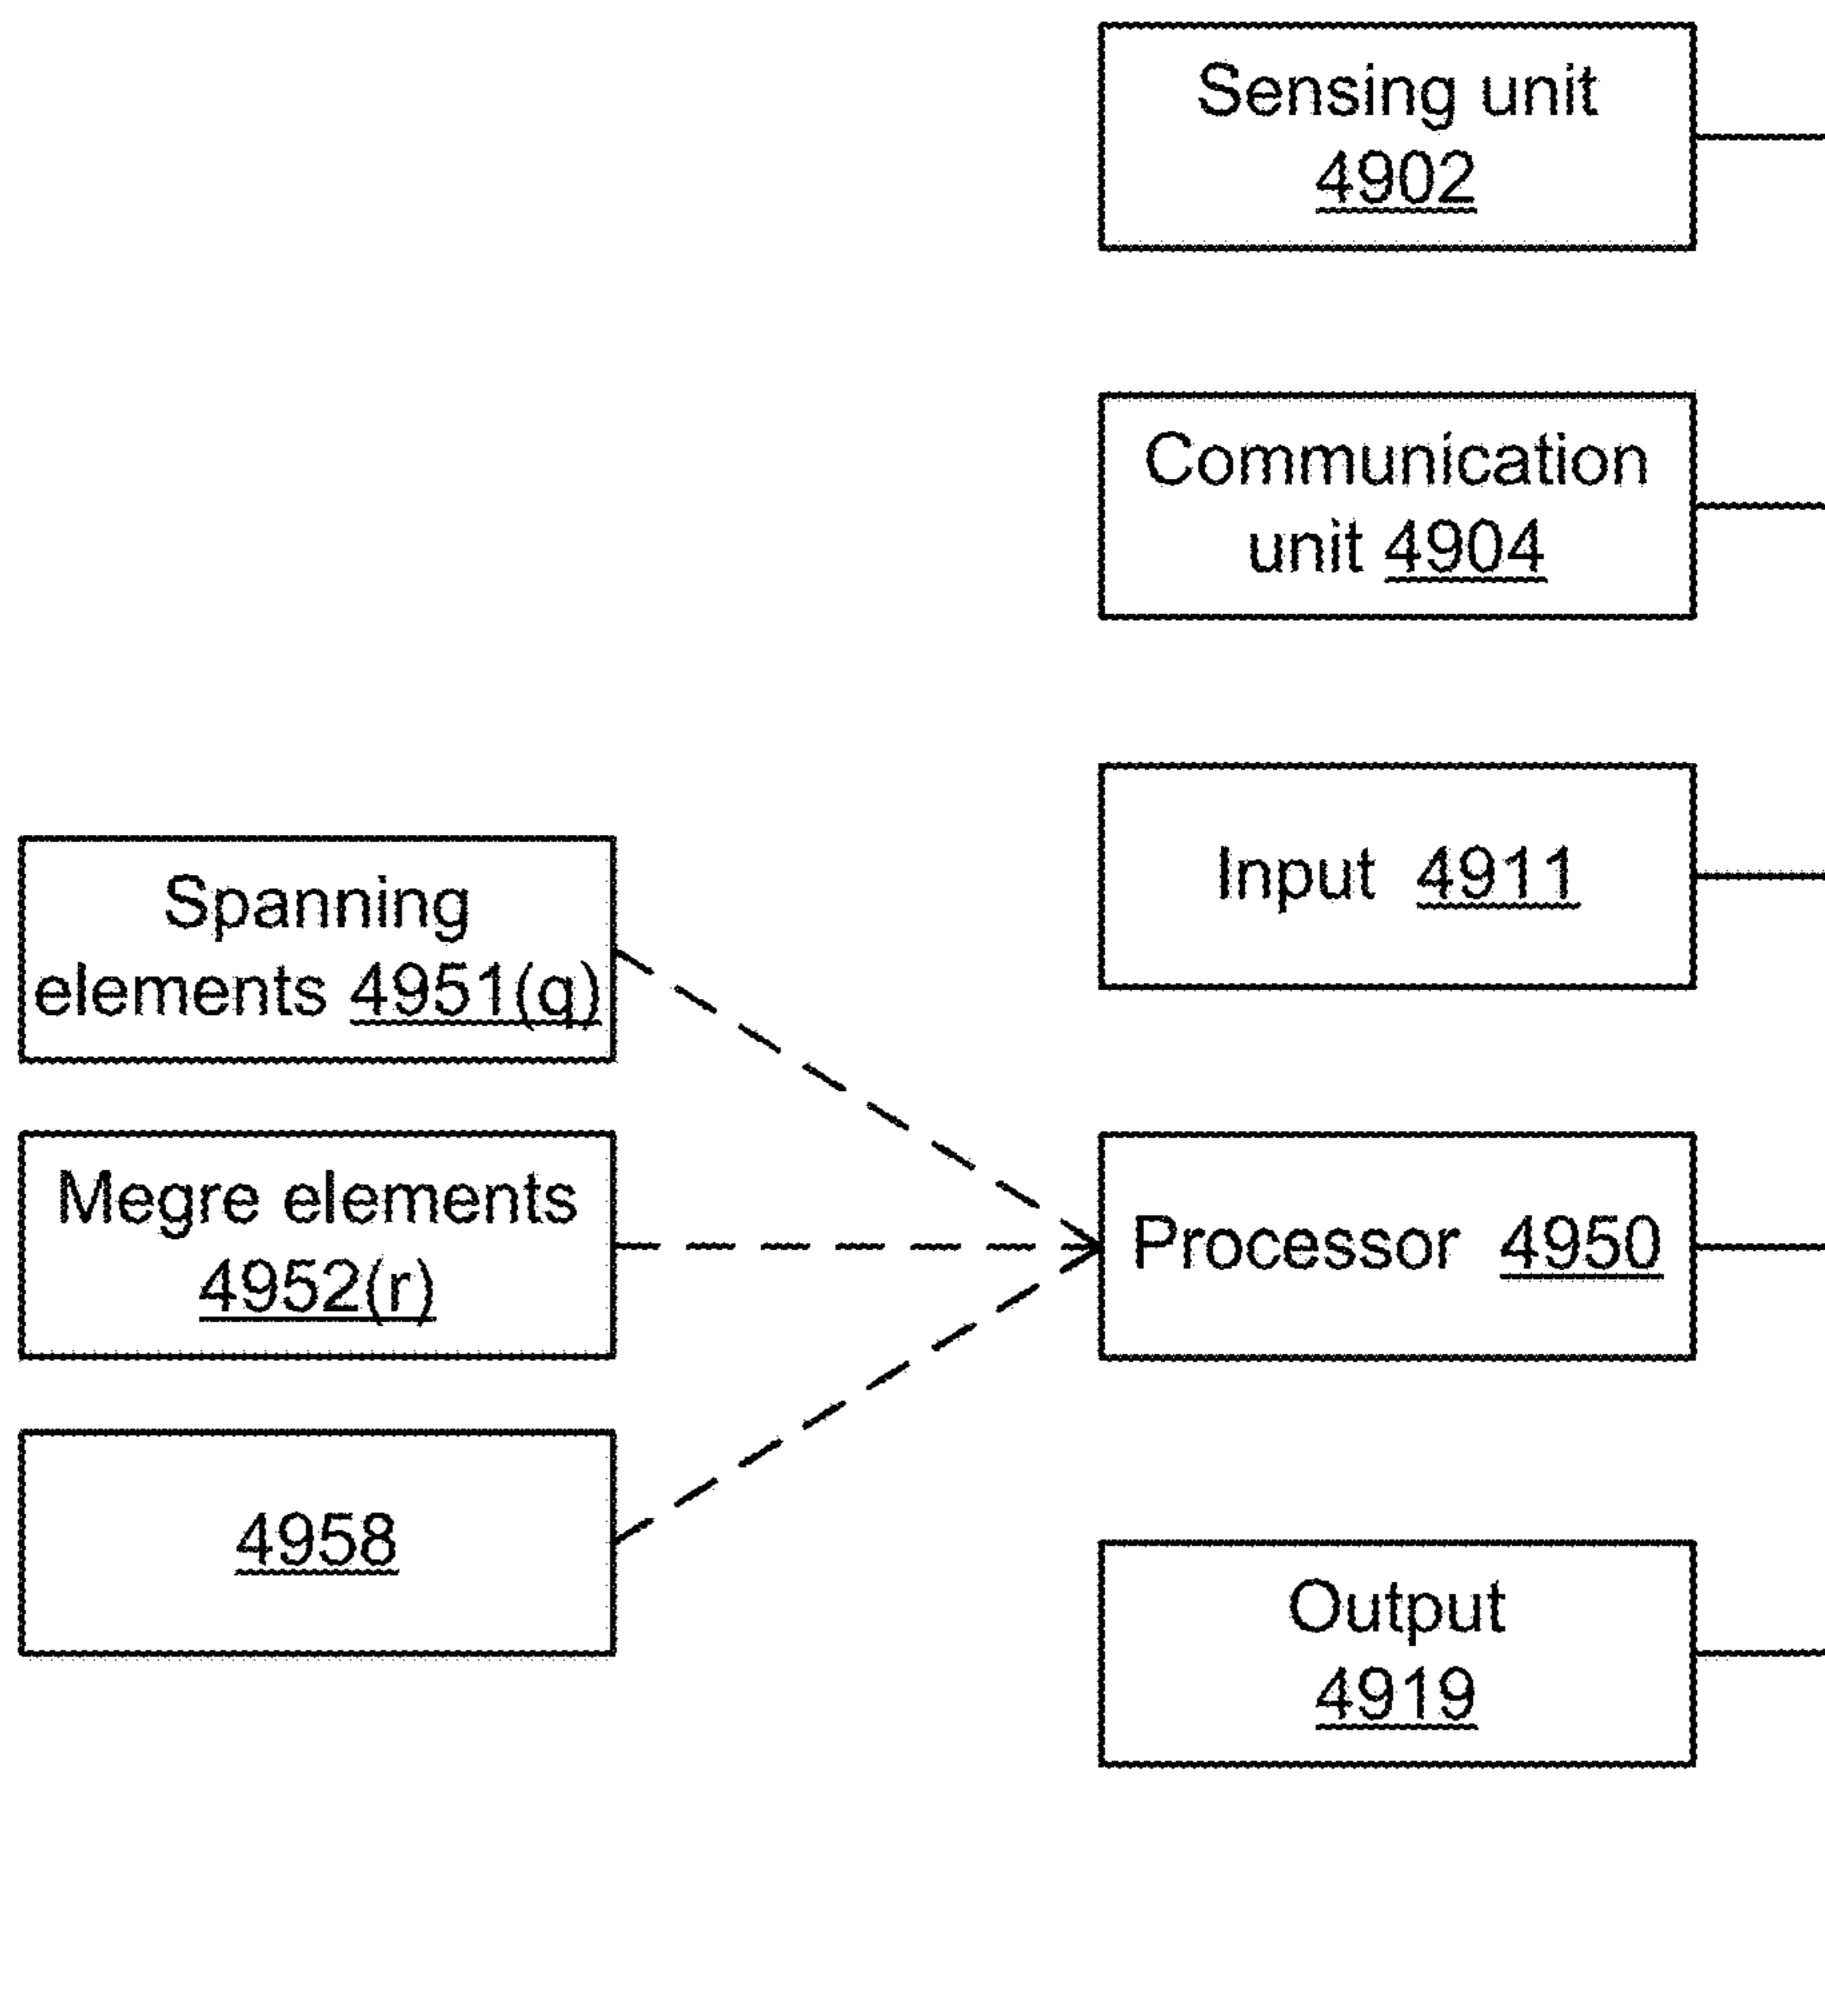 Sensing unit
4902
Communication
unit 4904
Input 4911
Spanning
elements 4951(q)
Megre elements
4952(r)
Processor 4950
4958
Output
4919